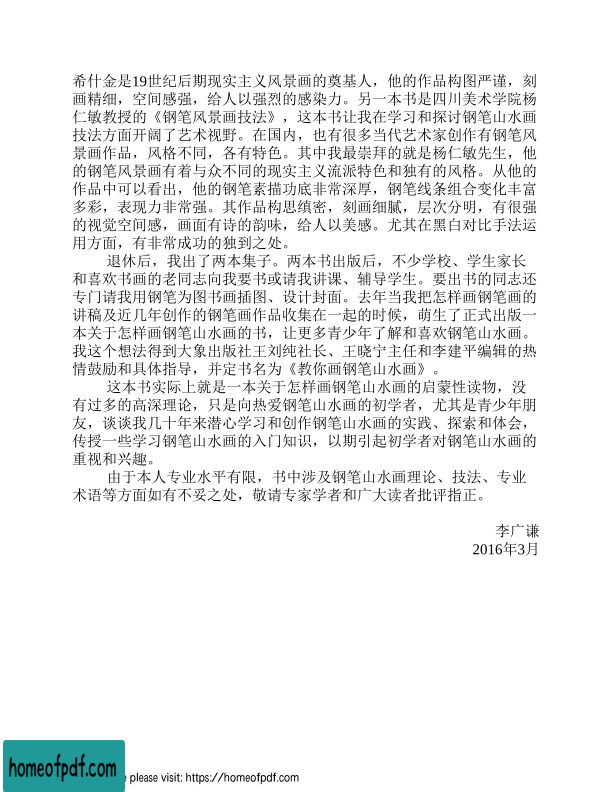 希什金是19世纪后期现实主义风景画的奠基人，他的作品构图严谨，刻
画精细，空间感强，给人以强烈的感染力。另一本书是四川美术学院杨
仁敏教授的《钢笔风景画技法》，这本书让我在学习和探讨钢笔山水画
技法方面开阔了艺术视野。在国内，也有很多当代艺术家创作有钢笔风
景画作品，风格不同，各有特色。其中我最崇拜的就是杨仁敏先生，他
的钢笔风景画有着与众不同的现实主义流派特色和独有的风格。从他的
作品中可以看出，他的钢笔素描功底非常深厚，钢笔线条组合变化丰富
多彩，表现力非常强。其作品构思缜密，刻画细腻，层次分明，有很强
的视觉空间感，画面有诗的韵味，给人以美感。尤其在黑白对比手法运
用方面，有非常成功的独到之处。
退休后，我出了两本集子。两本书出版后，不少学校、学生家长
和喜欢书画的老同志向我要书或请我讲课、辅导学生。要出书的同志还
专门请我用钢笔为图书画插图、设计封面。去年当我把怎样画钢笔画的
讲稿及近几年创作的钢笔画作品收集在一起的时候，萌生了正式出版一
本关于怎样画钢笔山水画的书，让更多青少年了解和喜欢钢笔山水画。
我这个想法得到大象出版社王刘纯社长、王晓宁主任和李建平编辑的热
情鼓励和具体指导，并定书名为《教你画钢笔山水画》。
这本书实际上就是一本关于怎样画钢笔山水画的启蒙性读物，没
有过多的高深理论，只是向热爱钢笔山水画的初学者，尤其是青少年朋
友，谈谈我几十年来潜心学习和创作钢笔山水画的实践、探索和体会，
传授一些学习钢笔山水画的入门知识，以期引起初学者对钢笔山水画的
重视和兴趣。
由于本人专业水平有限，书中涉及钢笔山水画理论、技法、专业
术语等方面如有不妥之处，敬请专家学者和广大读者批评指正。
李广谦
2016年3月
homeofpdf.com
please visit: https://homeofpdf.com